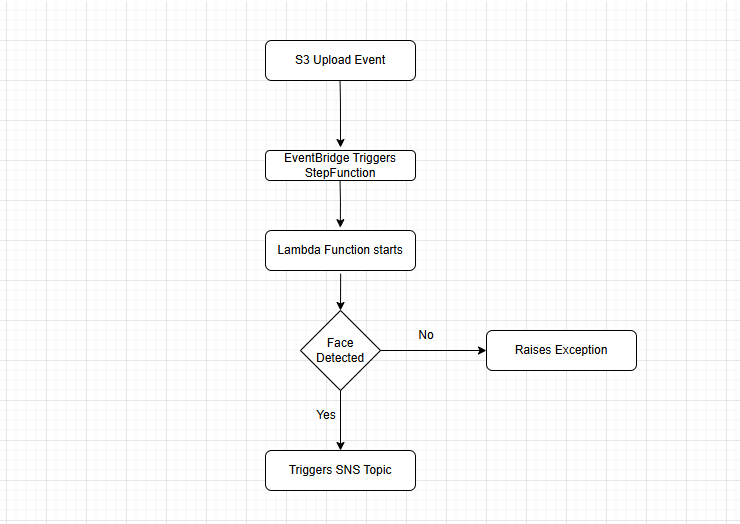 S3 Upload Event
EventBridge Triggers
StepFunction
Lambda Function starts
Face
Detected
No
Raises Exception
Yes
Triggers SNS Topic